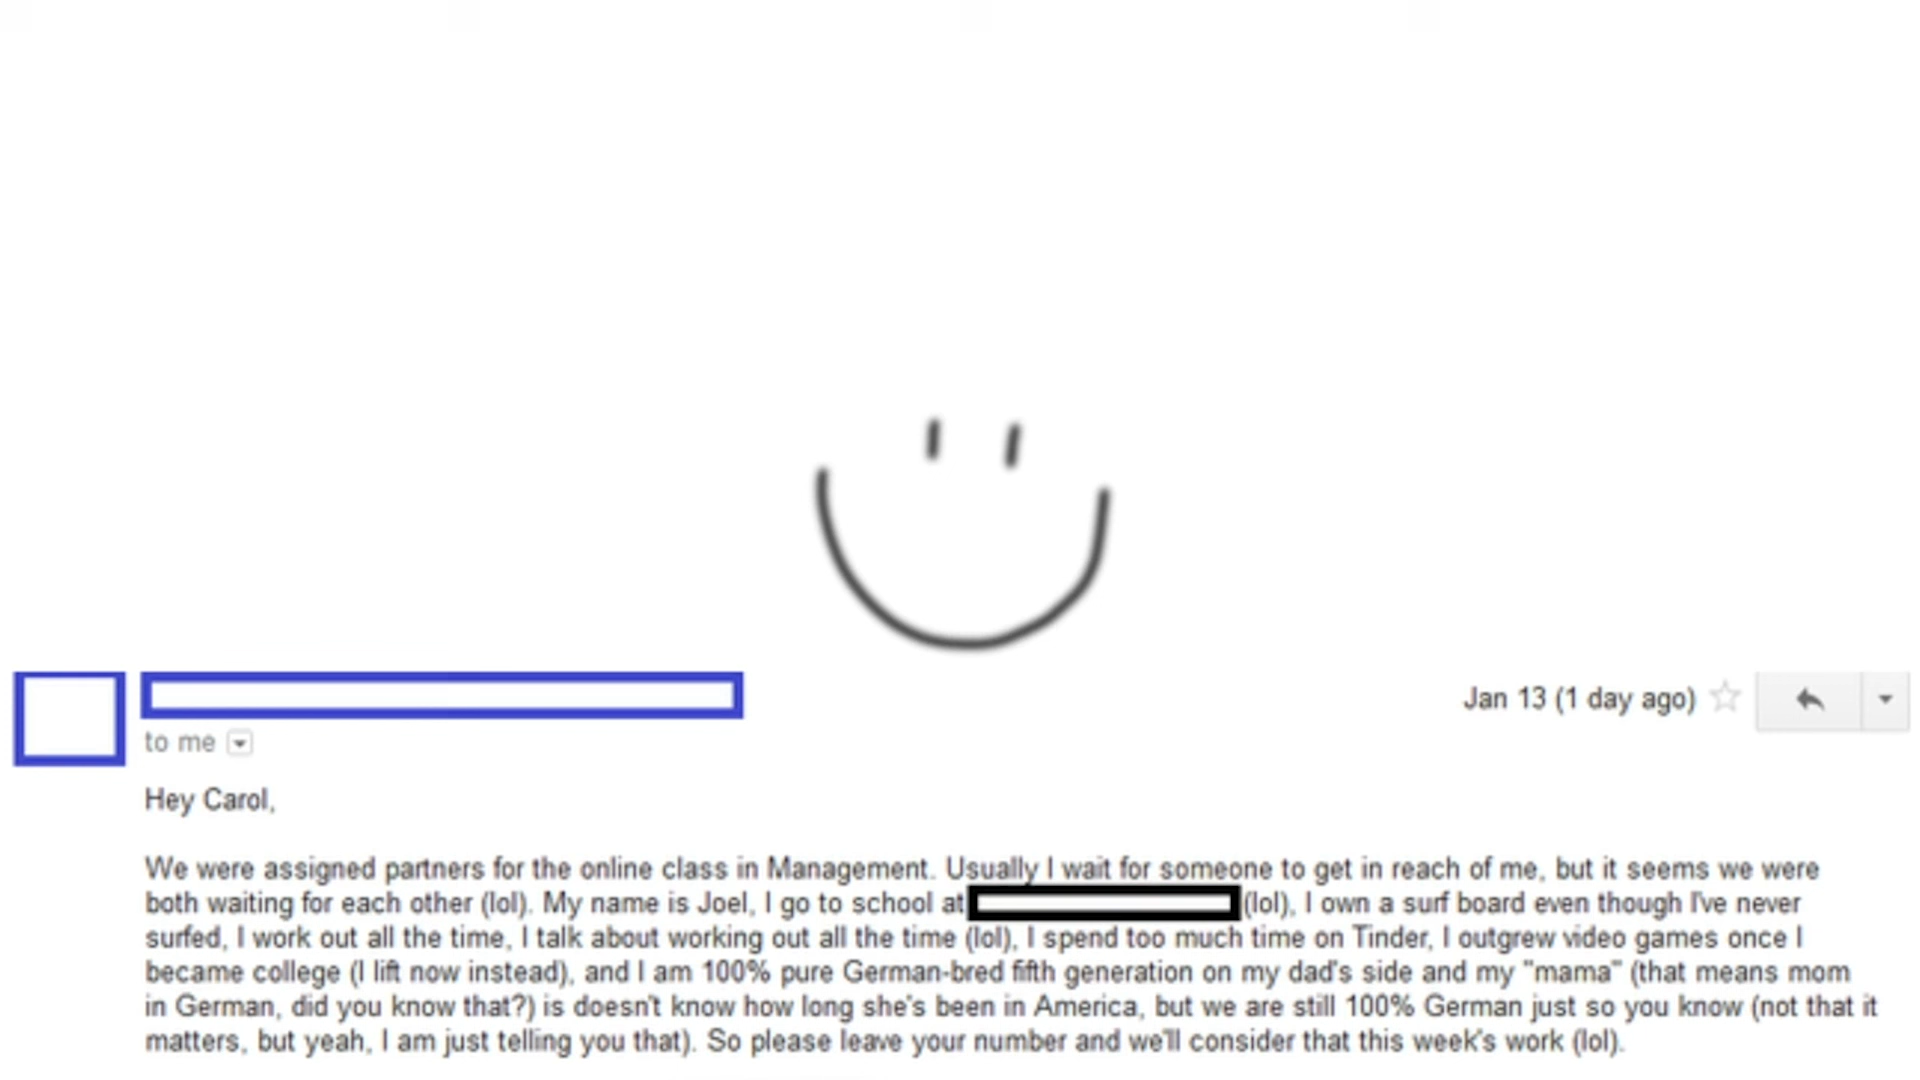 Jan 13 (1 day ago)
to me
Hey Carol,
We were assigned partners for the online class in Management. Usually I wait for someone to get in reach of me, but it seems we were
both waiting for each other (lol). My name is Joel, I go to school at (lol), I own a surf board even though I've never
surfed, I work out all the time, I talk about working out all the time (lol), I spend too much time on Tinder, I outgrew video games once I
became college (I lift now instead), and I am 100% pure German-bred fifth generation on my dad's side and my "mama" (that means mom
in German, did you know that?) is doesn't know how long she's been in America, but we are still 100% German just so you know (not that it
matters, but yeah, I am just telling you that). So please leave your number and we'll consider that this week's work (lol).